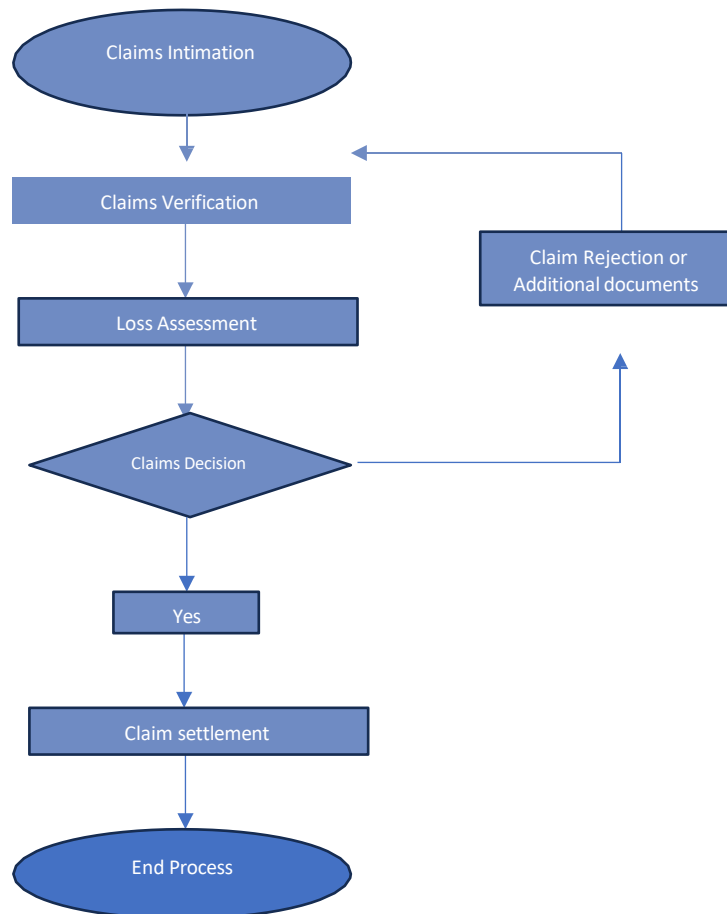 Claims Intimation
Claims Verification
Claim Rejection or
Additional documents
Loss Assessment
Claims Decision
Yes
Claim settlement
End Process